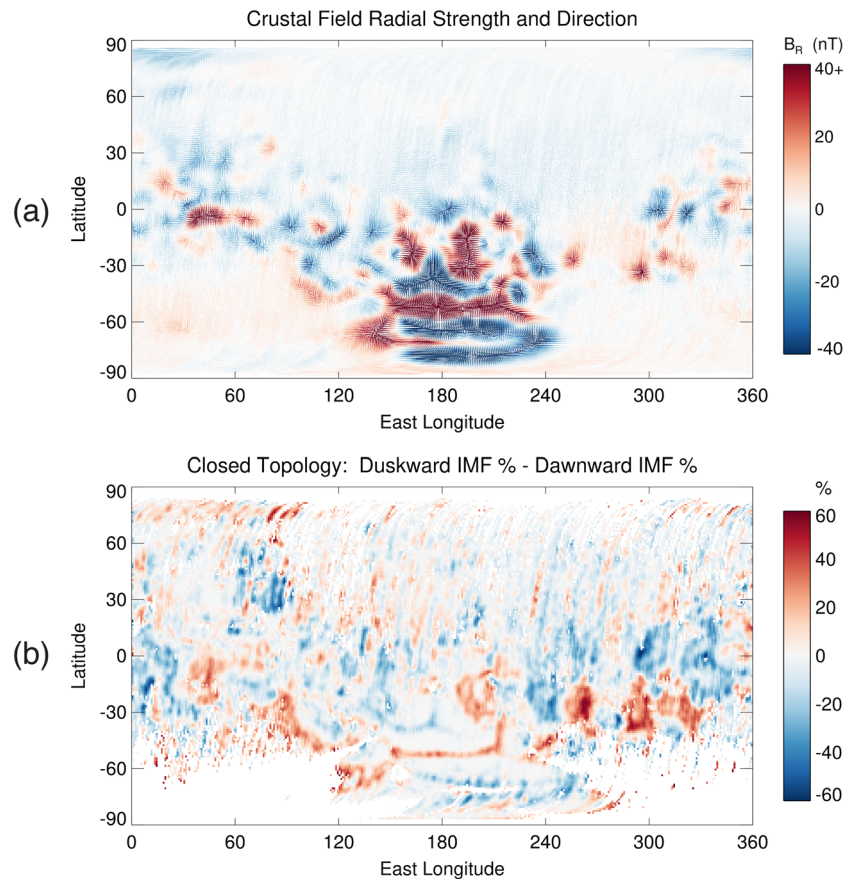 Crustal Field Radial Strength and Direction
(a)
Latitude
90
60
30
0
-30
-60
-90
0 60 120 180 240 300 360
East Longitude
B_R (nT)
40+
20
0
-20
-40
Closed Topology: Duskward IMF % - Dawnward IMF %
(b)
Latitude
90
60
30
0
-30
-60
-90
0 60 120 180 240 300 360
East Longitude
%
60
40
20
0
-20
-40
-60